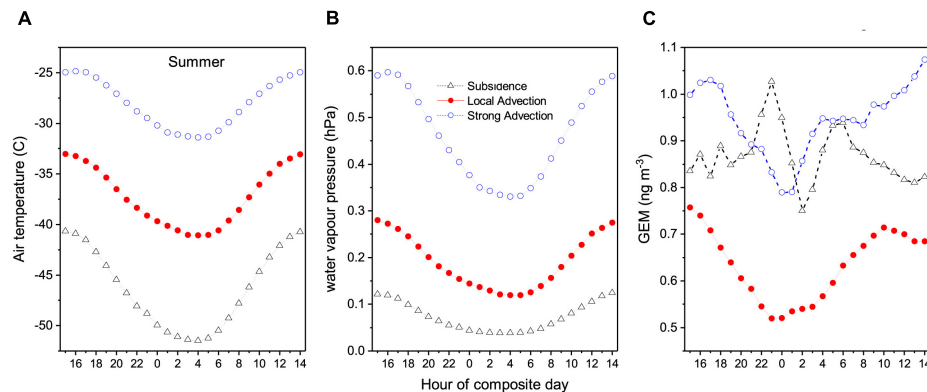 A
B
C
Summer
Subsidence
Local Advection
Strong Advection
Air temperature (C)
-25
-30
-35
-40
-45
-50
water vapour pressure (hPa)
0.6
0.5
0.4
0.3
0.2
0.1
0.0
GEM (ng m-3)
1.0
0.9
0.8
0.7
0.6
0.5
16 18 20 22 0 2 4 6 8 10 12 14
16 18 20 22 0 2 4 6 8 10 12 14
16 18 20 22 0 2 4 6 8 10 12 14
Hour of composite day